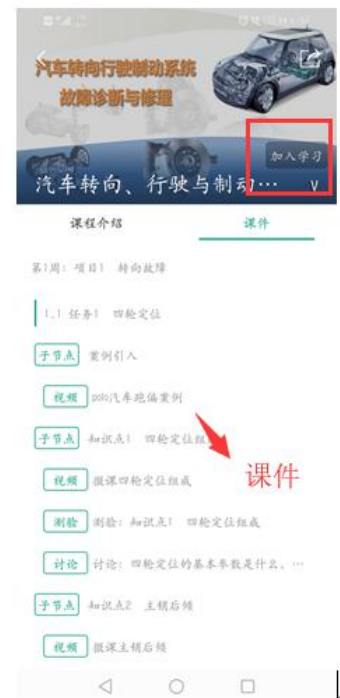 汽车转向行驶制动系统
故障诊断与修理
加入学习
汽车转向、行驶与制动…
课程介绍 课件
第1周: 项目1 转向故障
1.1 任务1 四轮定位
子节点 案例引入
视频 polo汽车跑偏案例
子节点 知识点1 四轮定位组
视频 微课四轮定位组成
课件
测验 测验: 知识点1 四轮定位组成
讨论 讨论: 四轮定位的基本参数是什么、…
子节点 知识点2 主销后倾
视频 微课主销后倾